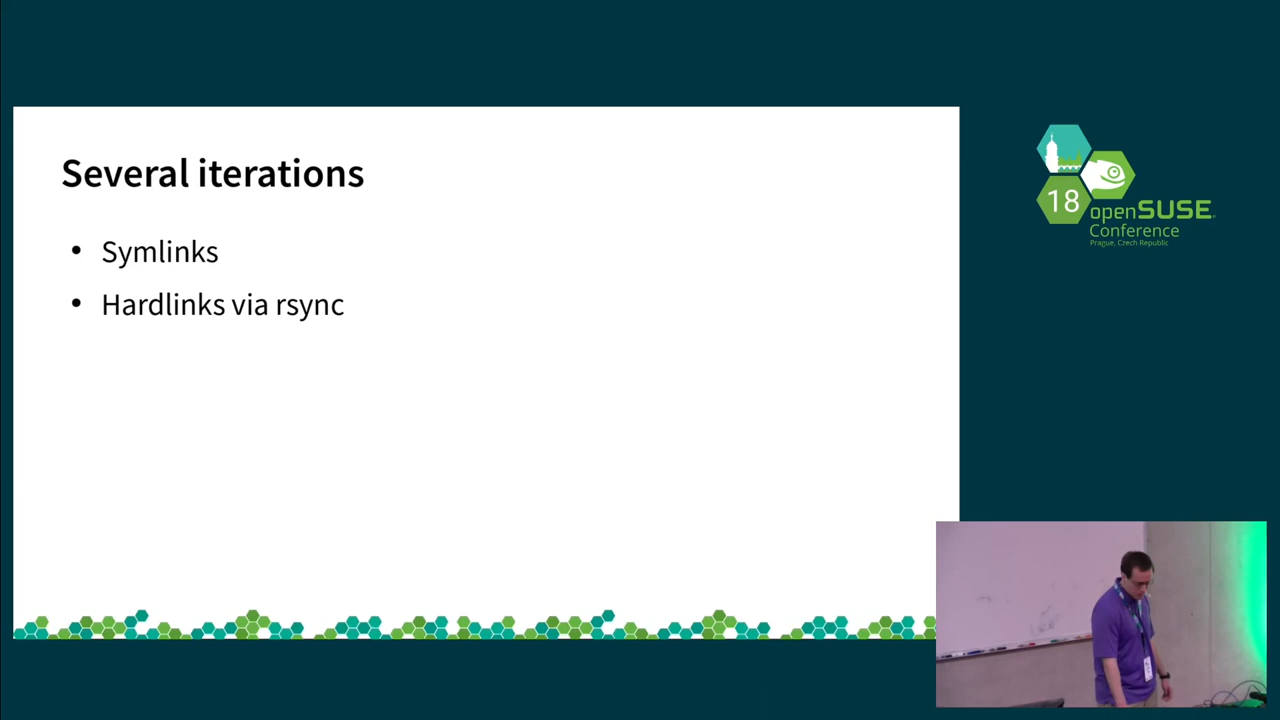 Several iterations
• Symlinks
• Hardlinks via rsync
18
openSUSE
Conference
Prague, Czech Republic